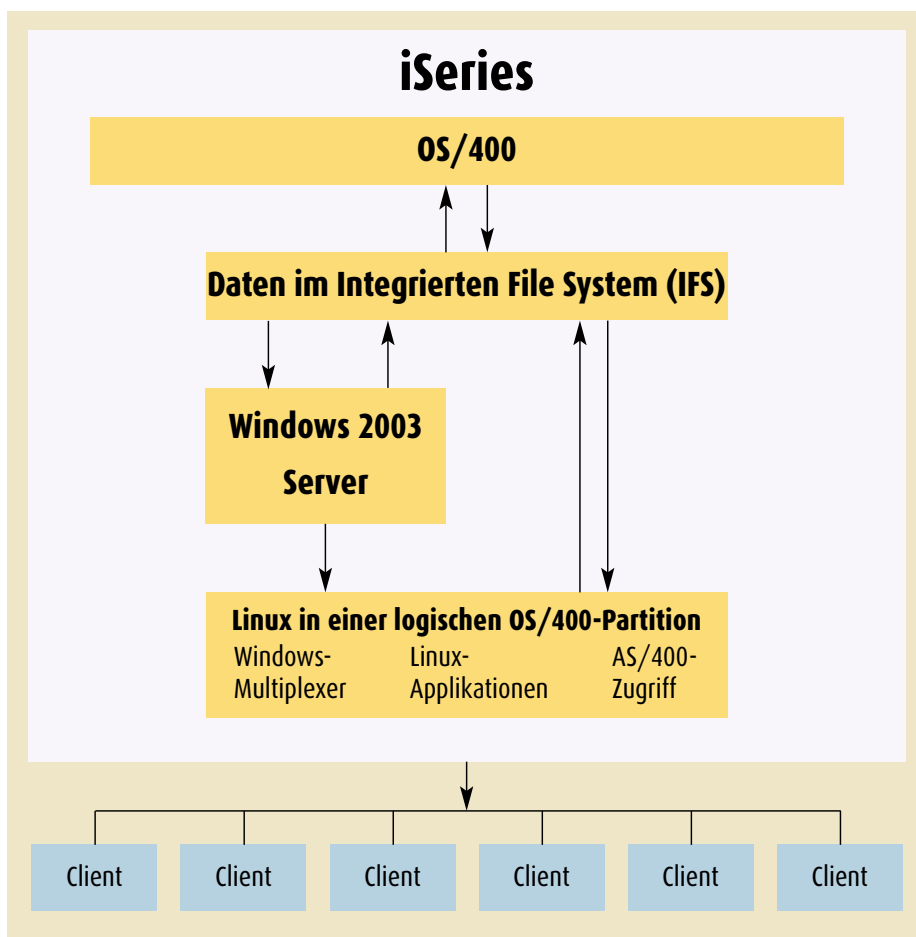 iSeries
OS/400
Daten im Integrierten File System (IFS)
Windows 2003
Server
Linux in einer logischen OS/400-Partition
Windows-
Multiplexer
Linux-
Applikationen
AS/400-
Zugriff
Client
Client
Client
Client
Client
Client